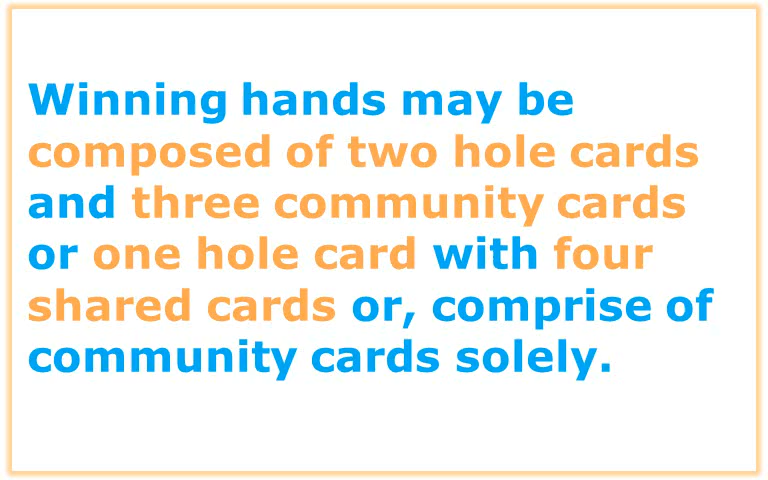 Winning hands may be
composed of two hole cards
and three community cards
or one hole card with four
shared cards or, comprise of
community cards solely.